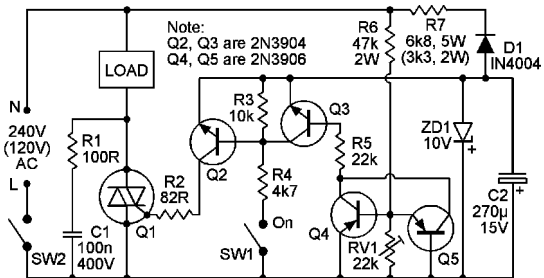 Note:
Q2, Q3 are 2N3904
Q4, Q5 are 2N3906
R6
47k
2W
R7
6k8, 5W
(3k3, 2W)
D1
IN4004
LOAD
N
240V
(120V)
AC
L
R1
100R
R3
10k
Q3
ZD1
10V
R2
82R
Q2
R4
4k7
R5
22k
C1
100n
400V
Q1
On
SW1
Q4
RV1
22k
Q5
C2
270µ
15V
SW2